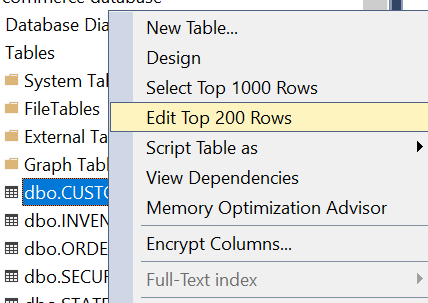 commerce database
Database Dia
Tables
System Tab
FileTables
External Ta
Graph Table
dbo.CUSTO
dbo.INVEN
dbo.ORDE
dbo.SECUR
New Table...
Design
Select Top 1000 Rows
Edit Top 200 Rows
Script Table as
View Dependencies
Memory Optimization Advisor
Encrypt Columns...
Full-Text index